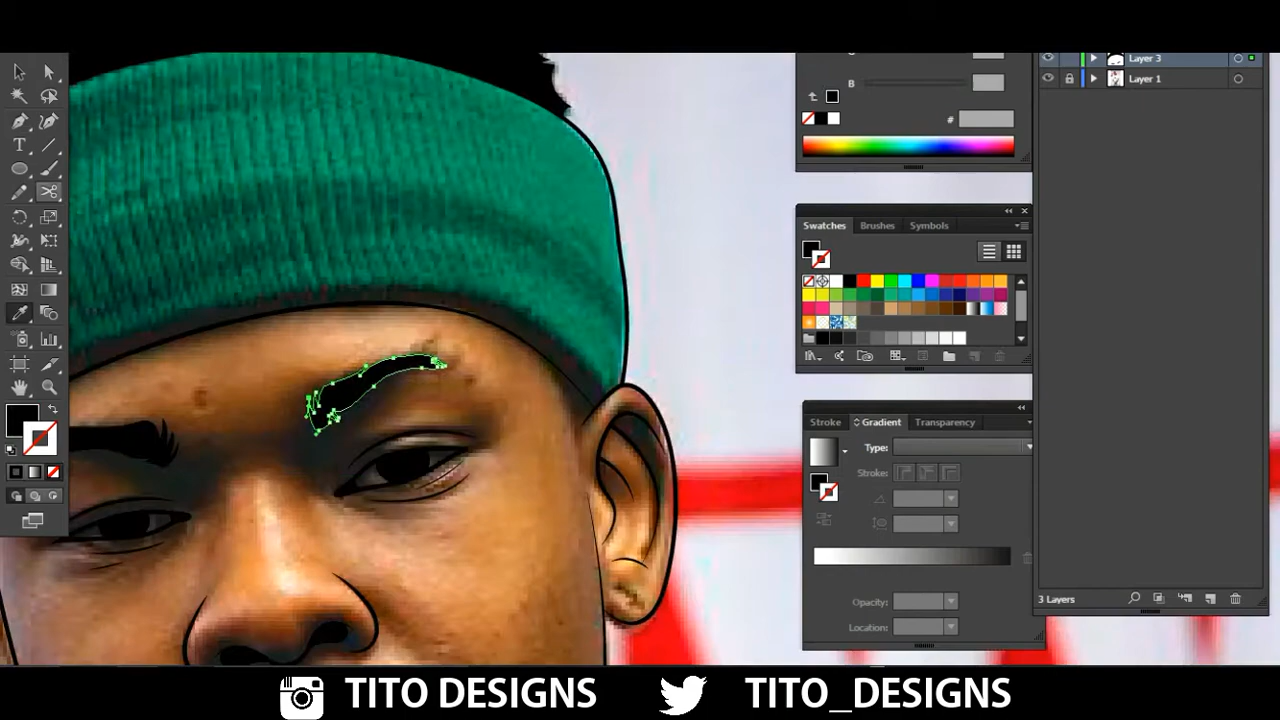 Layer 3
Layer 1
B
#
Swatches Brushes Symbols
Stroke Gradient Transparency
Type:
Stroke:
Opacity:
Location:
3 Layers
TITO DESIGNS TITO_DESIGNS